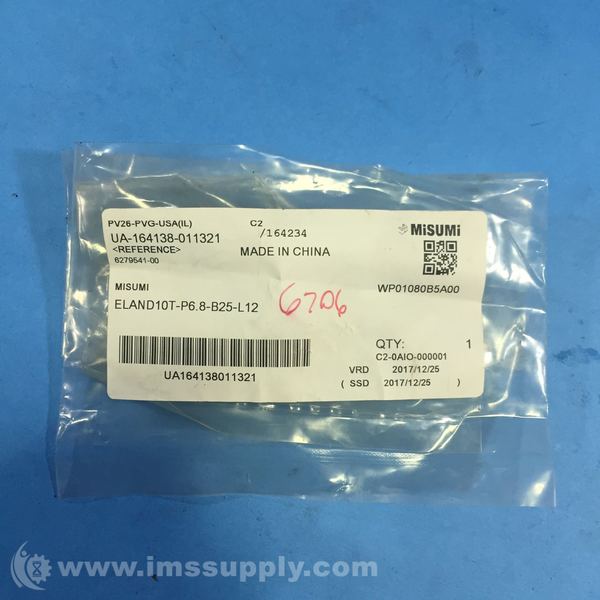 PV26-PVG-USA(IL)
C2
/164234
MiSUMi
UA-164138-011321
<REFERENCE>
MADE IN CHINA
6279541-00
MISUMI
WP01080B5A00
ELAND10T-P6.8-B25-L12
6706
QTY: 1
C2-0AIO-000001
VRD 2017/12/25
( SSD 2017/12/25 )
UA164138011321
www.imssupply.com